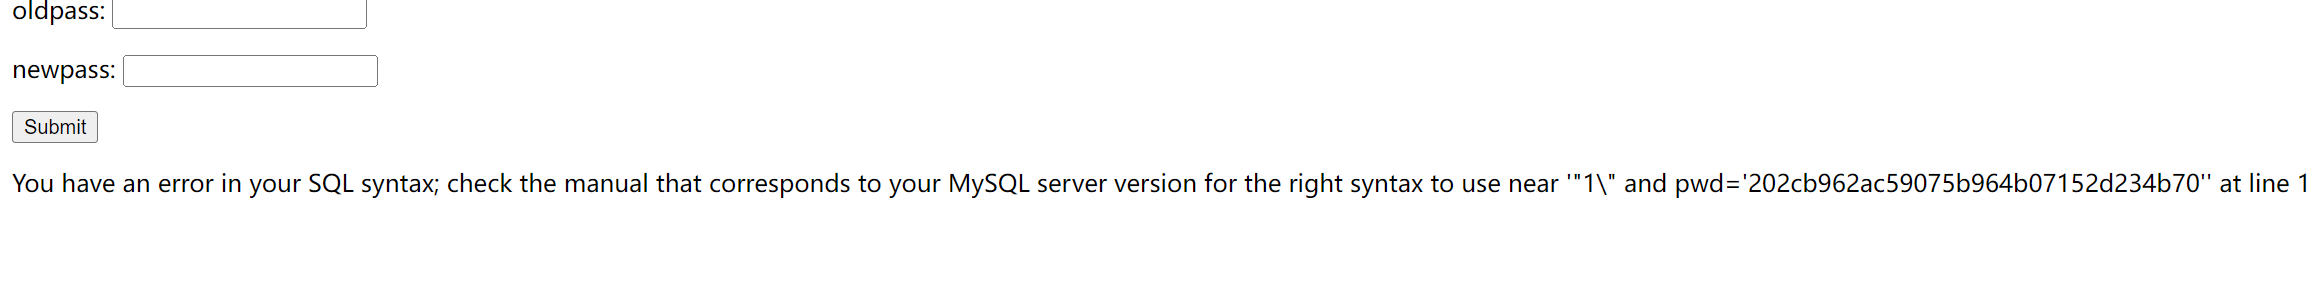 oldpass:
newpass:
Submit
You have an error in your SQL syntax; check the manual that corresponds to your MySQL server version for the right syntax to use near '"1\" and pwd='202cb962ac59075b964b07152d234b70'' at line 1